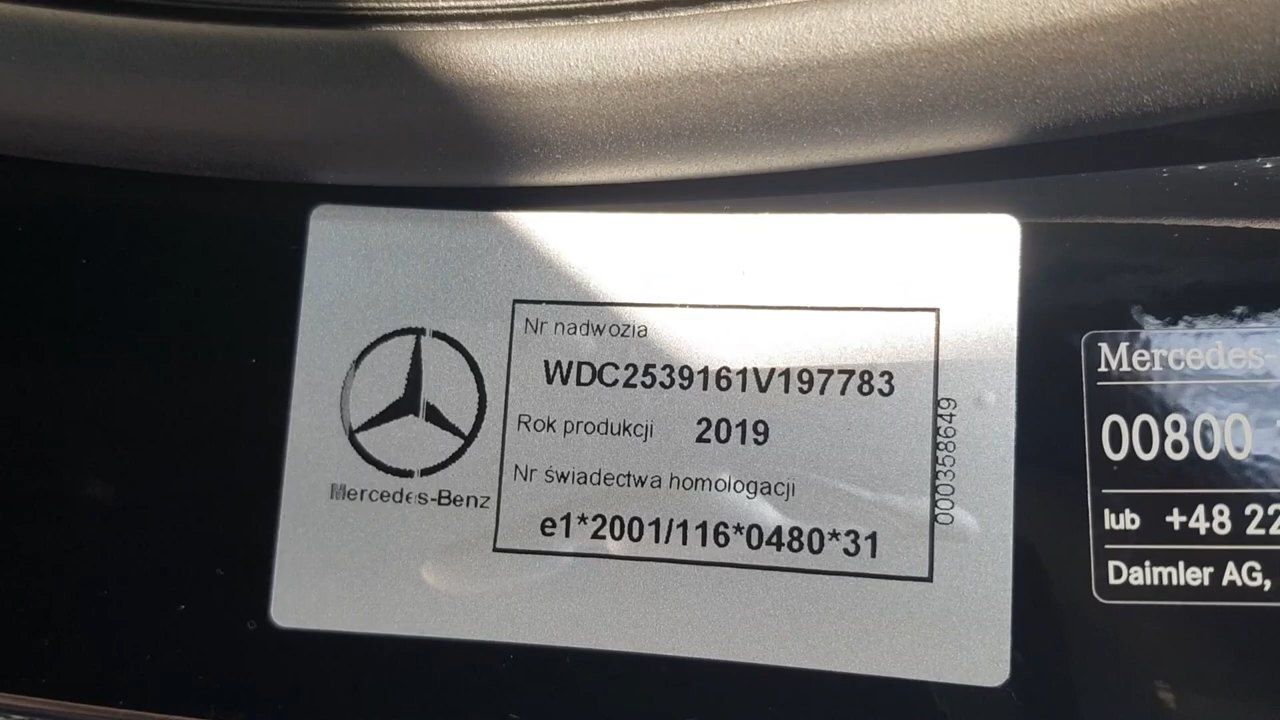 Nr nadwozia
WDC2539161V197783
Rok produkcji 2019
Nr świadectwa homologacji
e1*2001/116*0480*31
000358649
Mercedes-Benz
Mercedes-
00800
lub +48 22
Daimler AG,